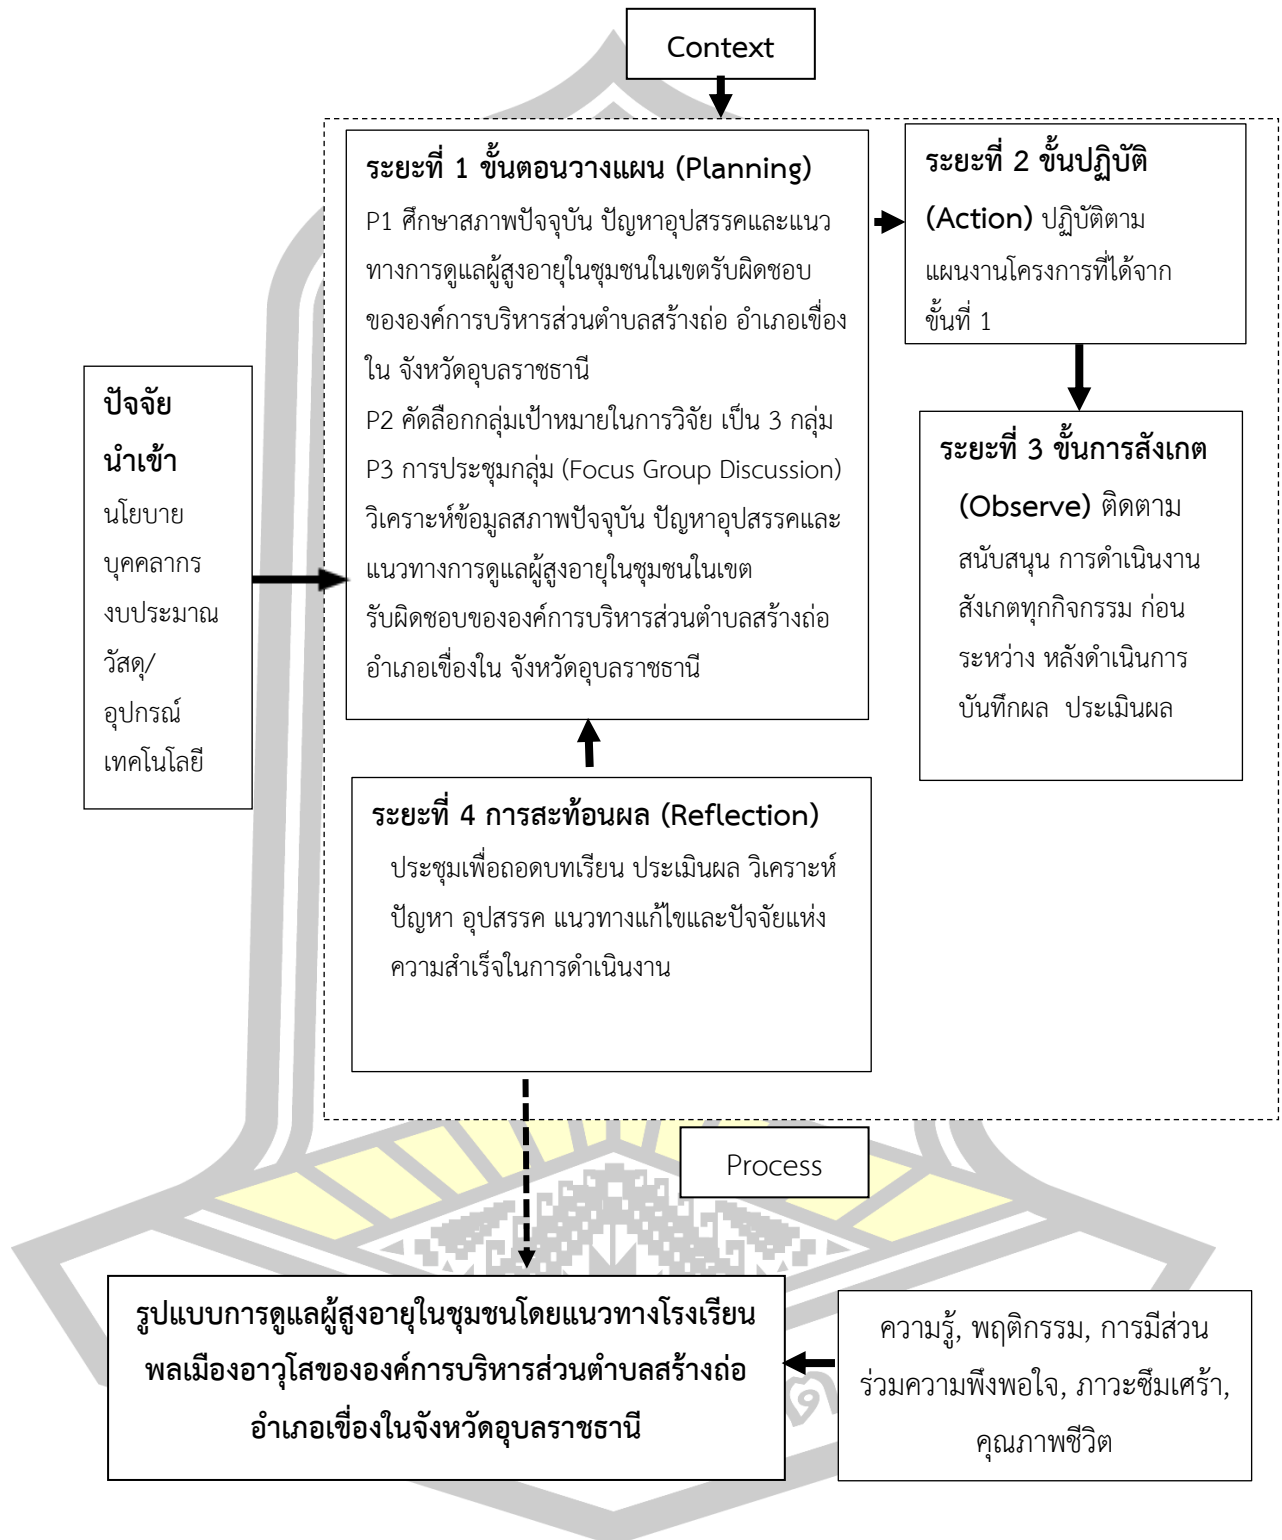 Context
ระยะที่ 1 ขั้นตอนวางแผน (Planning)
P1 ศึกษาสภาพปัจจุบัน ปัญหาอุปสรรคและแนว
ทางการดูแลผู้สูงอายุในชุมชนในเขตรับผิดชอบ
ขององค์การบริหารส่วนตำบลสร้างถ่อ อำเภอเขื่อง
ใน จังหวัดอุบลราชธานี
P2 คัดลือกกลุ่มเป้าหมายในการวิจัย เป็น 3 กลุ่ม
P3 การประชุมกลุ่ม (Focus Group Discussion)
วิเคราะห์ข้อมูลสภาพปัจจุบัน ปัญหาอุปสรรคและ
แนวทางการดูแลผู้สูงอายุในชุมชนในเขต
รับผิดชอบขององค์การบริหารส่วนตำบลสร้างถ่อ
อำเภอเขื่องใน จังหวัดอุบลราชธานี
ระยะที่ 2 ขั้นปฏิบัติ
(Action) ปฏิบัติตาม
แผนงานโครงการที่ได้จาก
ขั้นที่ 1
ปัจจัย
นำเข้า
นโยบาย
บุคคลากร
งบประมาณ
วัสดุ/
อุปกรณ์
เทคโนโลยี
ระยะที่ 3 ขั้นการสังเกต
(Observe) ติดตาม
สนับสนุน การดำเนินงาน
สังเกตทุกกิจกรรม ก่อน
ระหว่าง หลังดำเนินการ
บันทึกผล ประเมินผล
ระยะที่ 4 การสะท้อนผล (Reflection)
ประชุมเพื่อถอดบทเรียน ประเมินผล วิเคราะห์
ปัญหา อุปสรรค แนวทางแก้ไขและปัจจัยแห่ง
ความสำเร็จในการดำเนินงาน
Process
รูปแบบการดูแลผู้สูงอายุในชุมชนโดยแนวทางโรงเรียน
พลเมืองอาวุโสขององค์การบริหารส่วนตำบลสร้างถ่อ
อำเภอเขื่องในจังหวัดอุบลราชธานี
ความรู้, พฤติกรรม, การมีส่วน
ร่วมความพึงพอใจ, ภาวะซึมเศร้า,
คุณภาพชีวิต